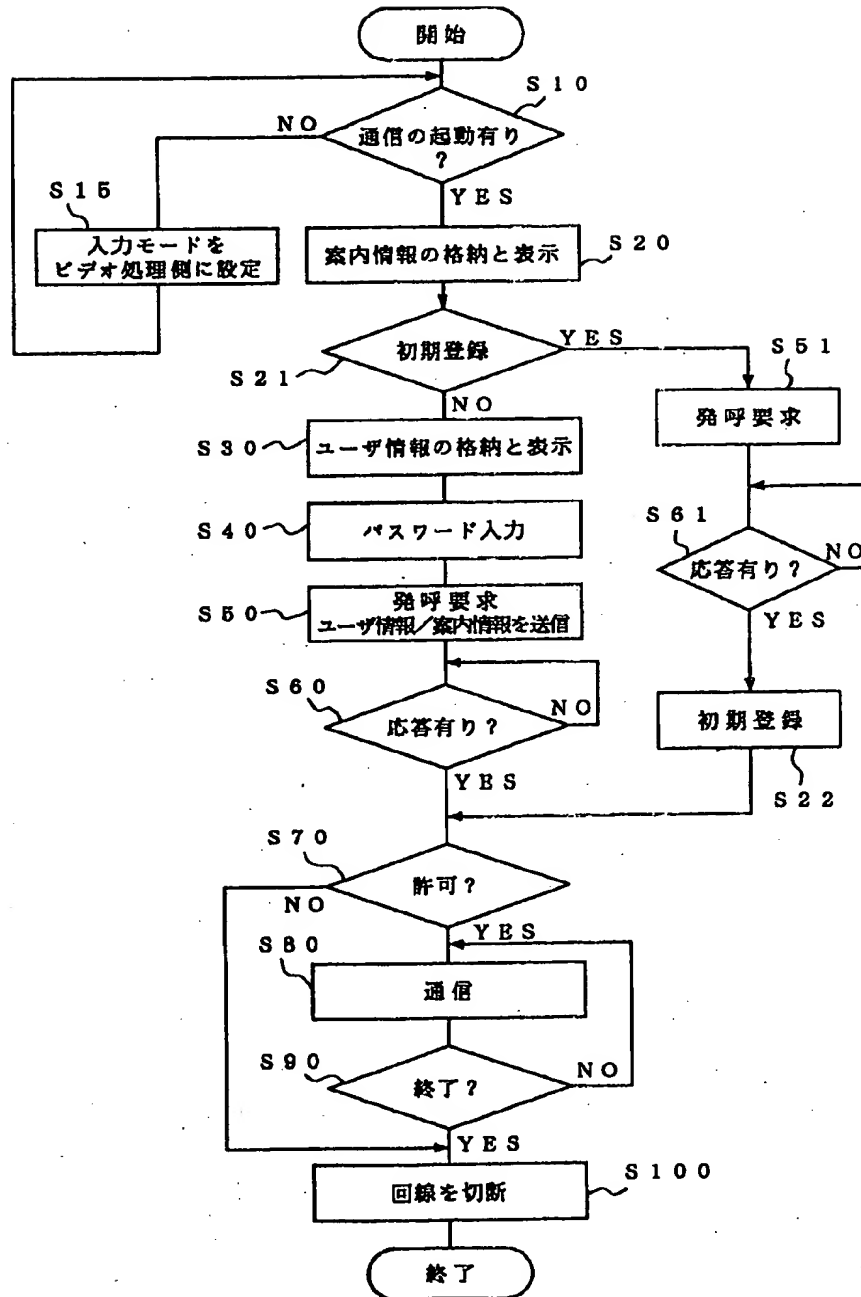 開始
S10
通信の起動有り
?
NO
YES
S15
入力モードを
ビデオ処理側に設定
案内情報の格納と表示
S20
初期登録
S21
YES
NO
S51
発呼要求
S30
ユーザ情報の格納と表示
S40
パスワード入力
S61
応答有り?
NO
YES
S50
発呼要求
ユーザ情報/案内情報を送信
S60
応答有り?
NO
YES
初期登録
S22
S70
許可?
NO
YES
S80
通信
S90
終了?
NO
YES
回線を切断
S100
終了